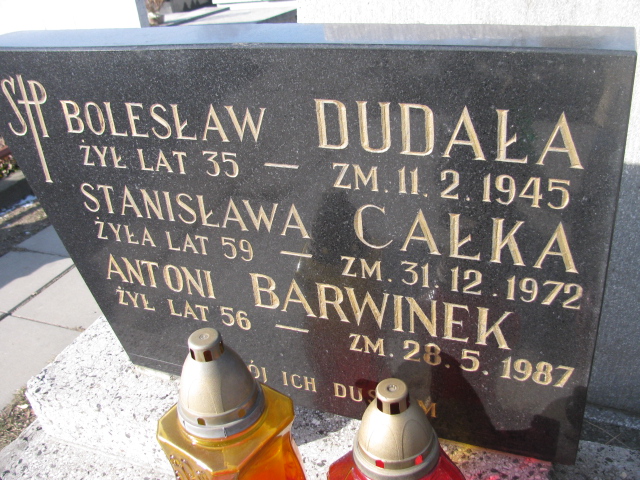 ŚP BOLESŁAW DUDAŁA
ŻYŁ LAT 35 — ZM. 11. 2. 1945
STANISŁAWA CAŁKA
ŻYŁA LAT 59 — ZM. 31. 12. 1972
ANTONI BARWINEK
ŻYŁ LAT 56 — ZM. 28. 5. 1987
ICH